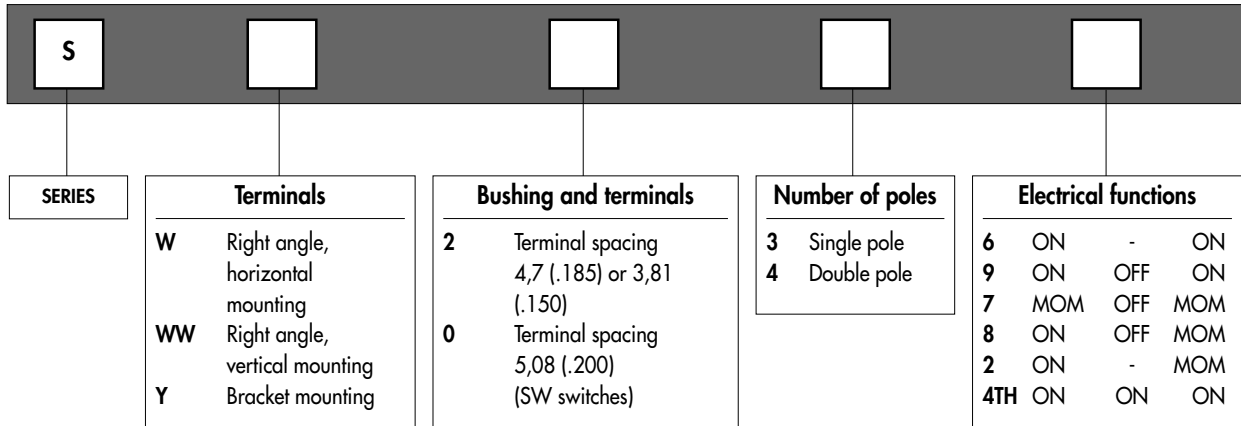 S
SERIES
Terminals
W Right angle,
horizontal
mounting
WW Right angle,
vertical mounting
Y Bracket mounting
Bushing and terminals
2 Terminal spacing
4,7 (.185) or 3,81
(.150)
0 Terminal spacing
5,08 (.200)
(SW switches)
Number of poles
3 Single pole
4 Double pole
Electrical functions
6 ON - ON
9 ON OFF ON
7 MOM OFF MOM
8 ON OFF MOM
2 ON - MOM
4TH ON ON ON